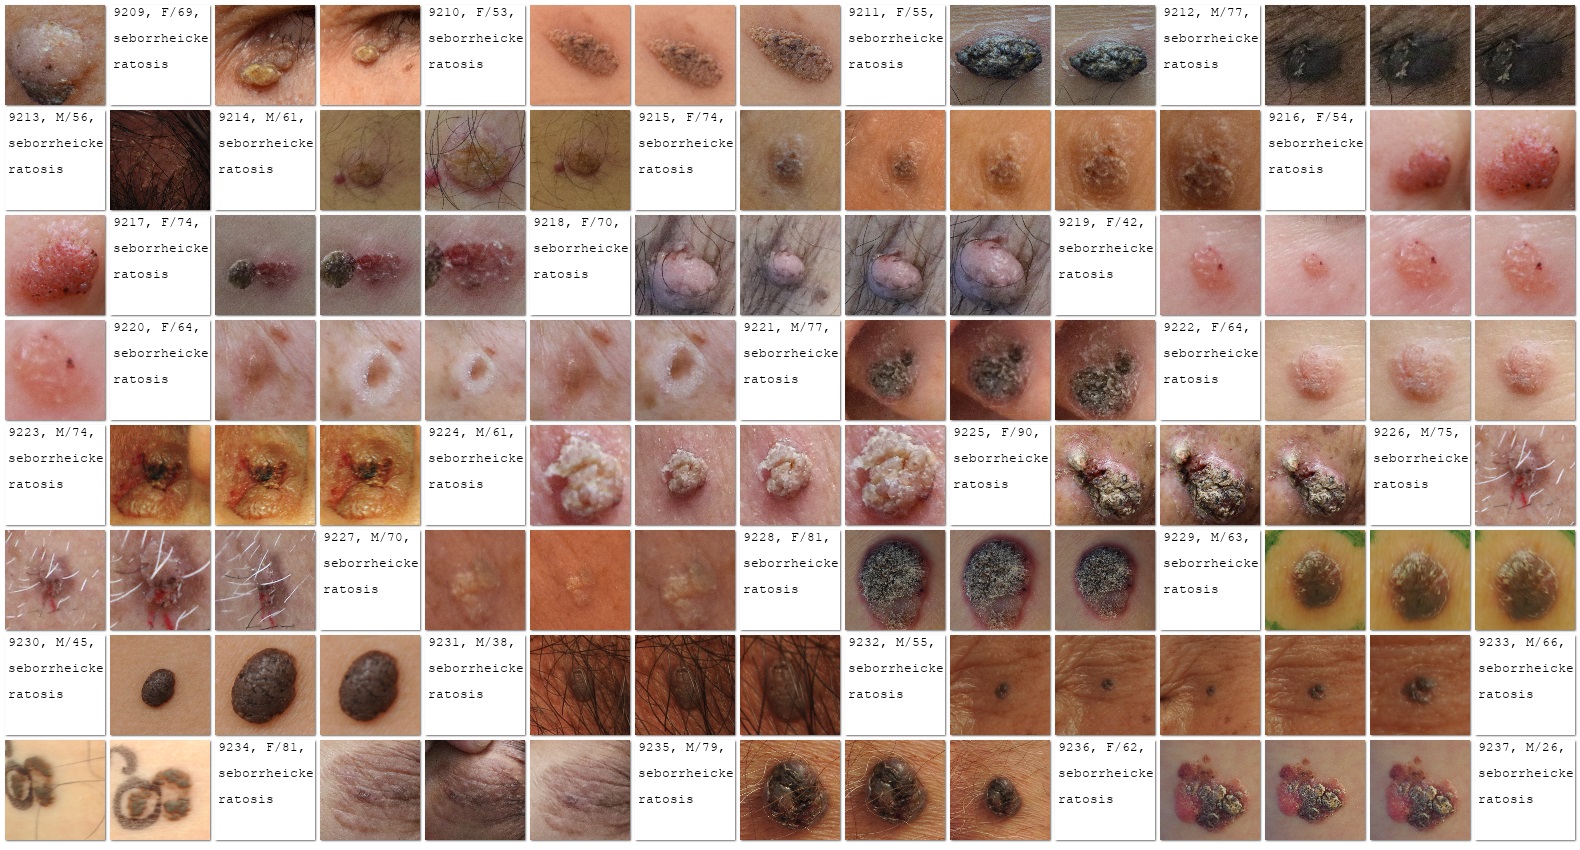 9209, F/69,
seborrheicke
ratosis
9210, F/53,
seborrheicke
ratosis
9211, F/55,
seborrheicke
ratosis
9212, M/77,
seborrheicke
ratosis
9213, M/56,
seborrheicke
ratosis
9214, M/61,
seborrheicke
ratosis
9215, F/74,
seborrheicke
ratosis
9216, F/54,
seborrheicke
ratosis
9217, F/74,
seborrheicke
ratosis
9218, F/70,
seborrheicke
ratosis
9219, F/42,
seborrheicke
ratosis
9220, F/64,
seborrheicke
ratosis
9221, M/77,
seborrheicke
ratosis
9222, F/64,
seborrheicke
ratosis
9223, M/74,
seborrheicke
ratosis
9224, M/61,
seborrheicke
ratosis
9225, F/90,
seborrheicke
ratosis
9226, M/75,
seborrheicke
ratosis
9227, M/70,
seborrheicke
ratosis
9228, F/81,
seborrheicke
ratosis
9229, M/63,
seborrheicke
ratosis
9230, M/45,
seborrheicke
ratosis
9231, M/38,
seborrheicke
ratosis
9232, M/55,
seborrheicke
ratosis
9233, M/66,
seborrheicke
ratosis
9234, F/81,
seborrheicke
ratosis
9235, M/79,
seborrheicke
ratosis
9236, F/62,
seborrheicke
ratosis
9237, M/26,
seborrheicke
ratosis